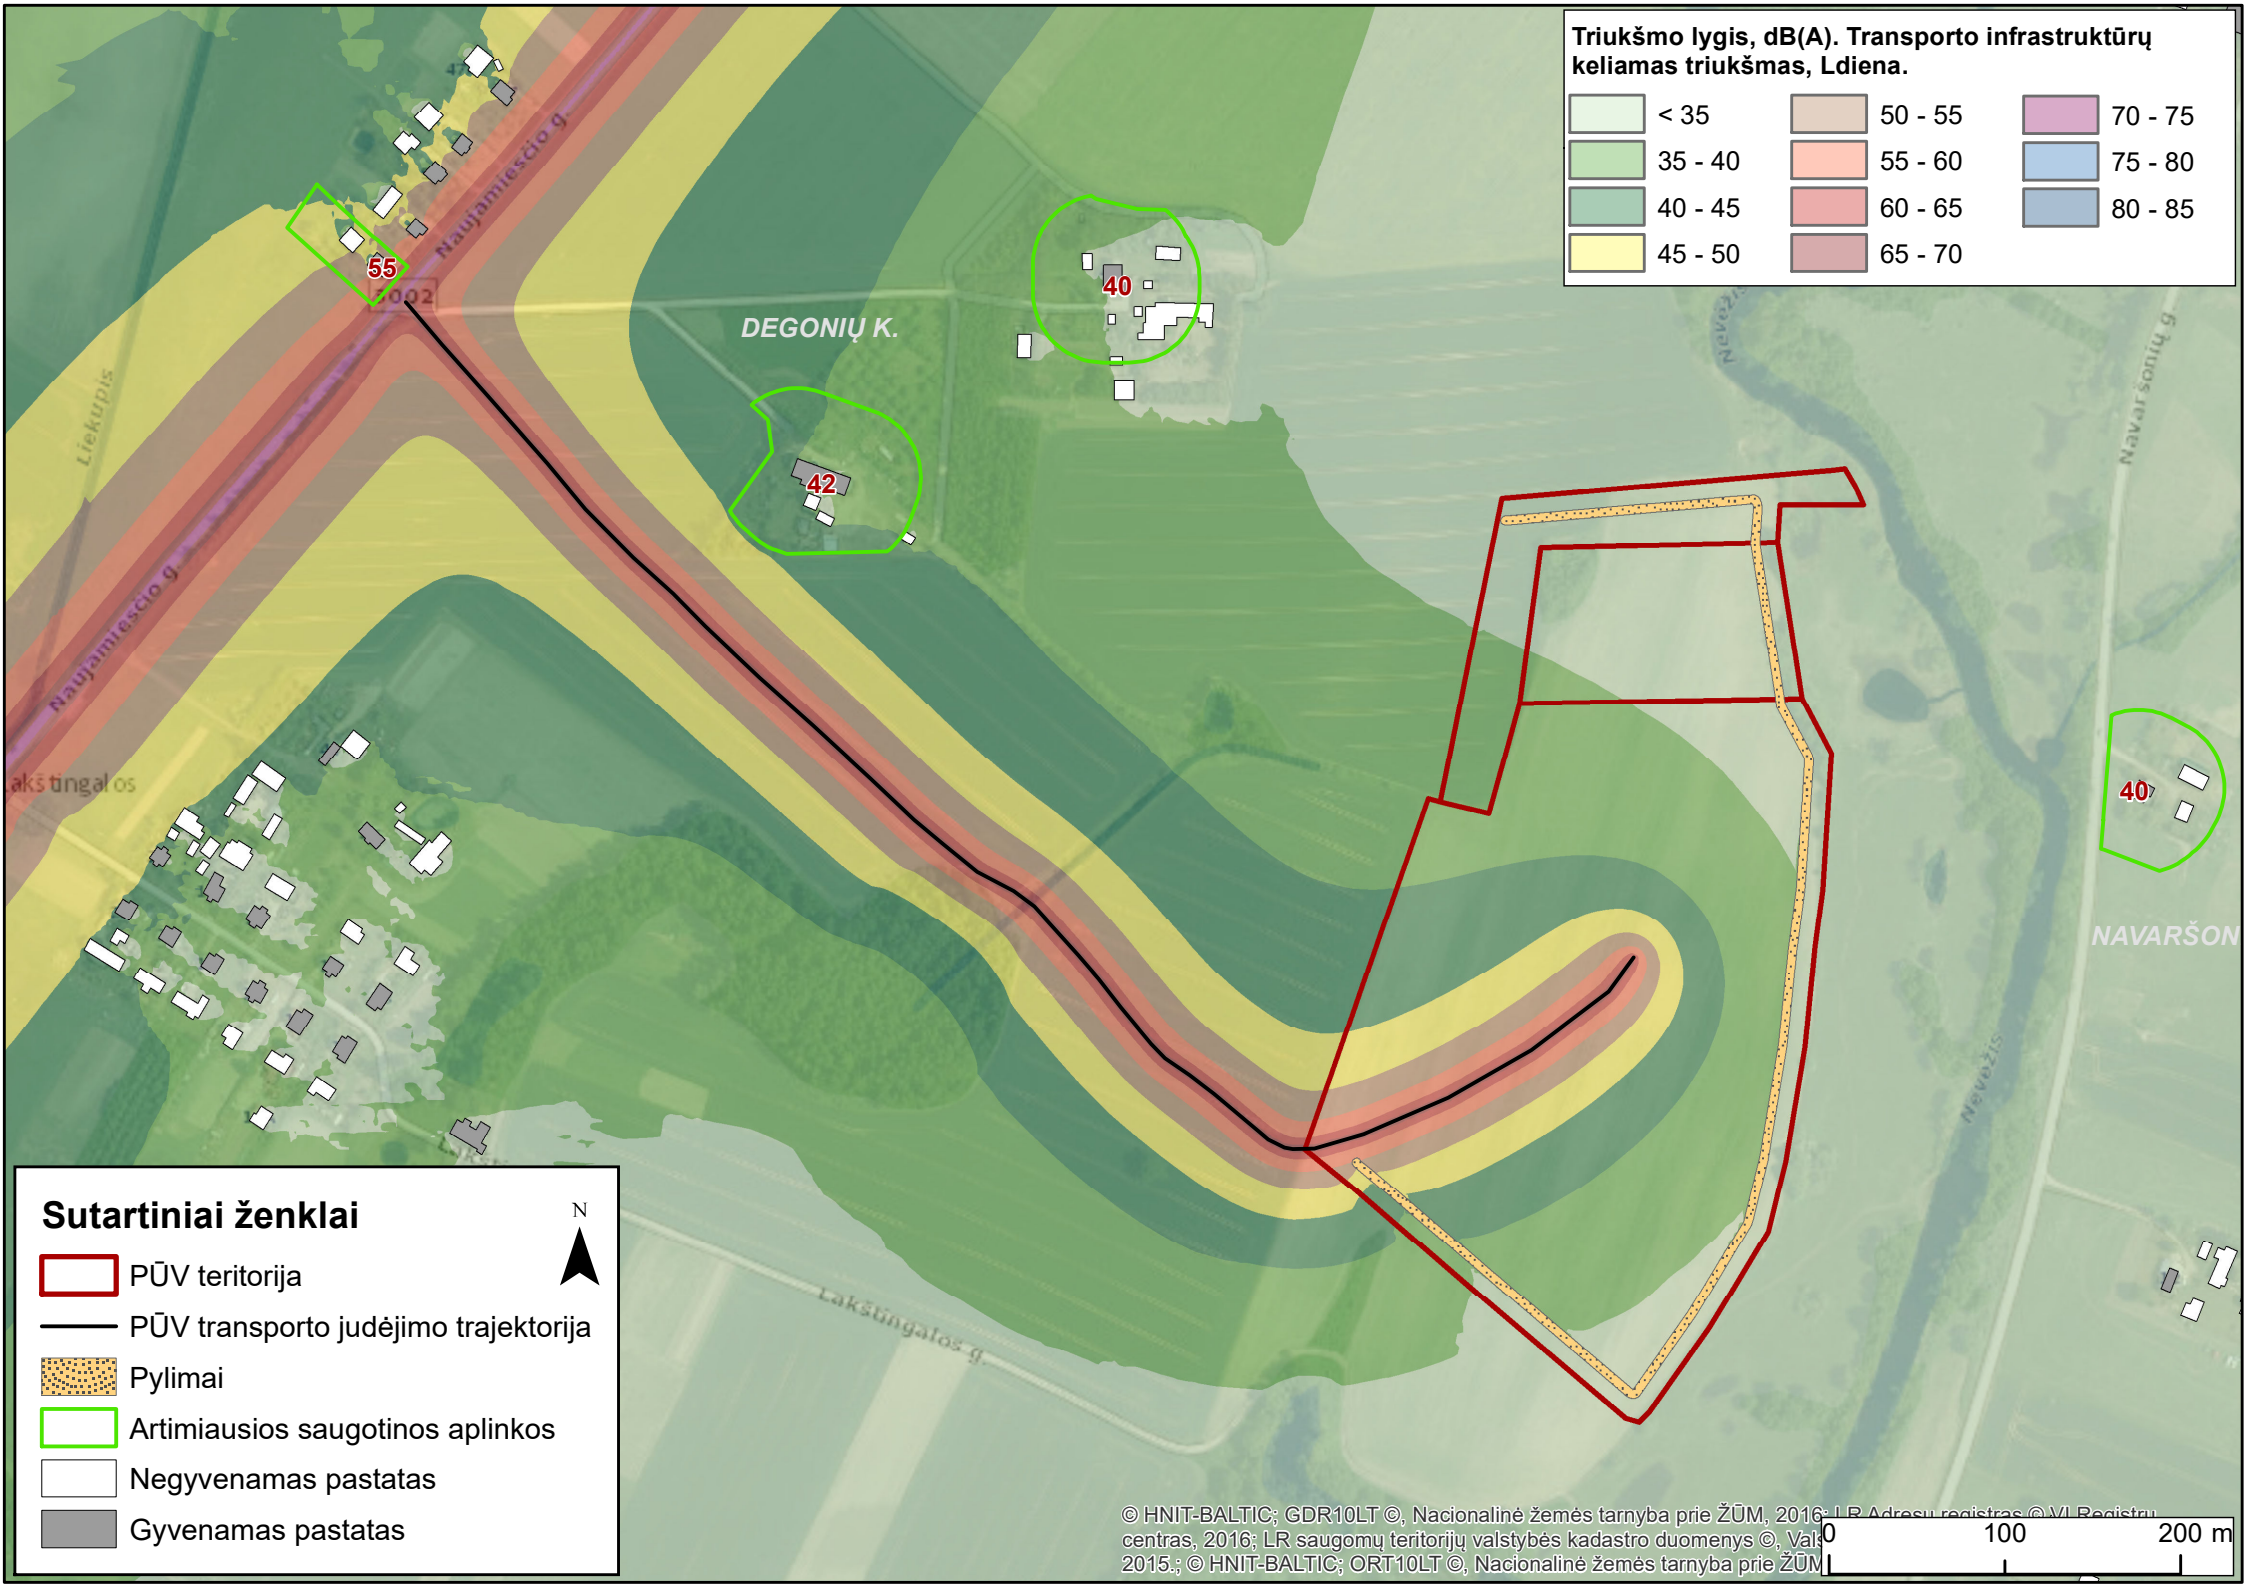 Triukšmo lygis, dB(A). Transporto infrastruktūrų
keliamas triukšmas, Ldiena.
< 35
50 - 55
70 - 75
35 - 40
55 - 60
75 - 80
40 - 45
60 - 65
80 - 85
45 - 50
65 - 70
Naujamiesčio g.
55
3002
DEGONIŲ K.
40
42
Nevėžis
Navaršonių g.
Liekupis
Naujamiesčio g.
akštingalos
40
NAVARŠON
Nevėžis
Lakštingalos g.
Sutartiniai ženklai
N
PŪV teritorija
PŪV transporto judėjimo trajektorija
Pylimai
Artimiausios saugotinos aplinkos
Negyvenamas pastatas
Gyvenamas pastatas
© HNIT-BALTIC; GDR10LT ©, Nacionalinė žemės tarnyba prie ŽŪM, 2016; LR Adresų registras © VĮ Registrų
centras, 2016; LR saugomų teritorijų valstybės kadastro duomenys ©, Vals
2015.; © HNIT-BALTIC; ORT10LT ©, Nacionalinė žemės tarnyba prie ŽŪM
0 100 200 m